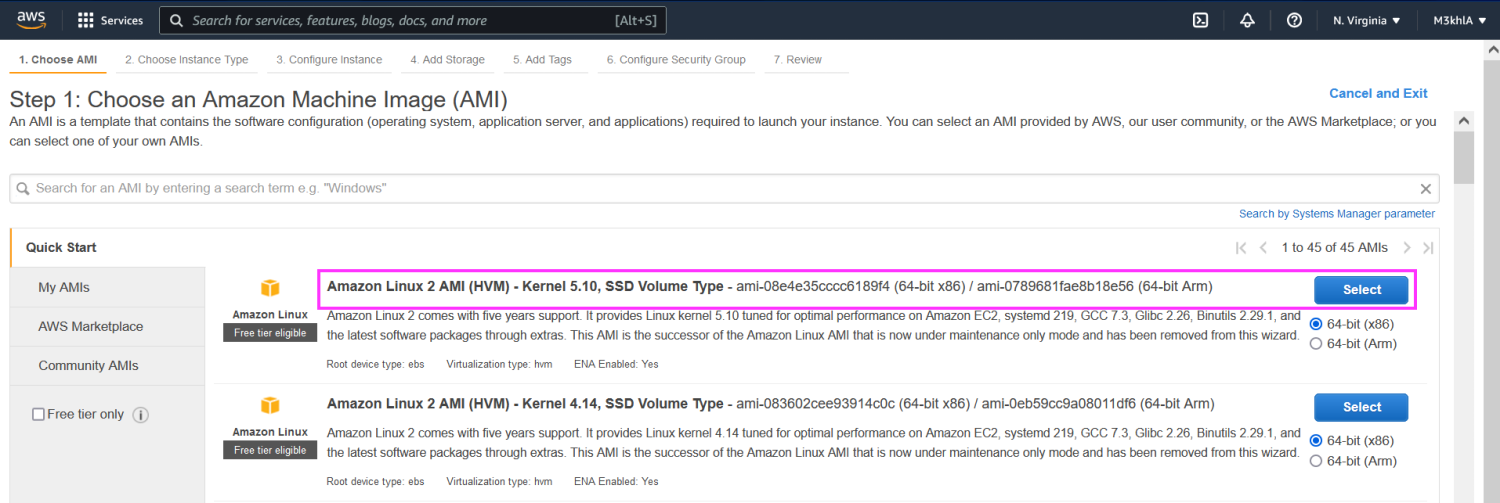 aws Services Search for services, features, blogs, docs, and more [Alt+S] N. Virginia ▼ M3khlA ▼
1. Choose AMI 2. Choose Instance Type 3. Configure Instance 4. Add Storage 5. Add Tags 6. Configure Security Group 7. Review
Step 1: Choose an Amazon Machine Image (AMI) Cancel and Exit
An AMI is a template that contains the software configuration (operating system, application server, and applications) required to launch your instance. You can select an AMI provided by AWS, our user community, or the AWS Marketplace; or you
can select one of your own AMIs.
Search for an AMI by entering a search term e.g. "Windows"
Search by Systems Manager parameter
Quick Start 1 to 45 of 45 AMIs
My AMIs
AWS Marketplace
Community AMIs
Free tier only
Amazon Linux
Free tier eligible
Amazon Linux 2 AMI (HVM) - Kernel 5.10, SSD Volume Type - ami-08e4e35cccc6189f4 (64-bit x86) / ami-0789681fae8b18e56 (64-bit Arm) Select
Amazon Linux 2 comes with five years support. It provides Linux kernel 5.10 tuned for optimal performance on Amazon EC2, systemd 219, GCC 7.3, Glibc 2.26, Binutils 2.29.1, and
the latest software packages through extras. This AMI is the successor of the Amazon Linux AMI that is now under maintenance only mode and has been removed from this wizard.
64-bit (x86)
64-bit (Arm)
Root device type: ebs Virtualization type: hvm ENA Enabled: Yes
Amazon Linux
Free tier eligible
Amazon Linux 2 AMI (HVM) - Kernel 4.14, SSD Volume Type - ami-083602cee93914c0c (64-bit x86) / ami-0eb59cc9a08011df6 (64-bit Arm) Select
Amazon Linux 2 comes with five years support. It provides Linux kernel 4.14 tuned for optimal performance on Amazon EC2, systemd 219, GCC 7.3, Glibc 2.26, Binutils 2.29.1, and
the latest software packages through extras. This AMI is the successor of the Amazon Linux AMI that is now under maintenance only mode and has been removed from this wizard.
64-bit (x86)
64-bit (Arm)
Root device type: ebs Virtualization type: hvm ENA Enabled: Yes